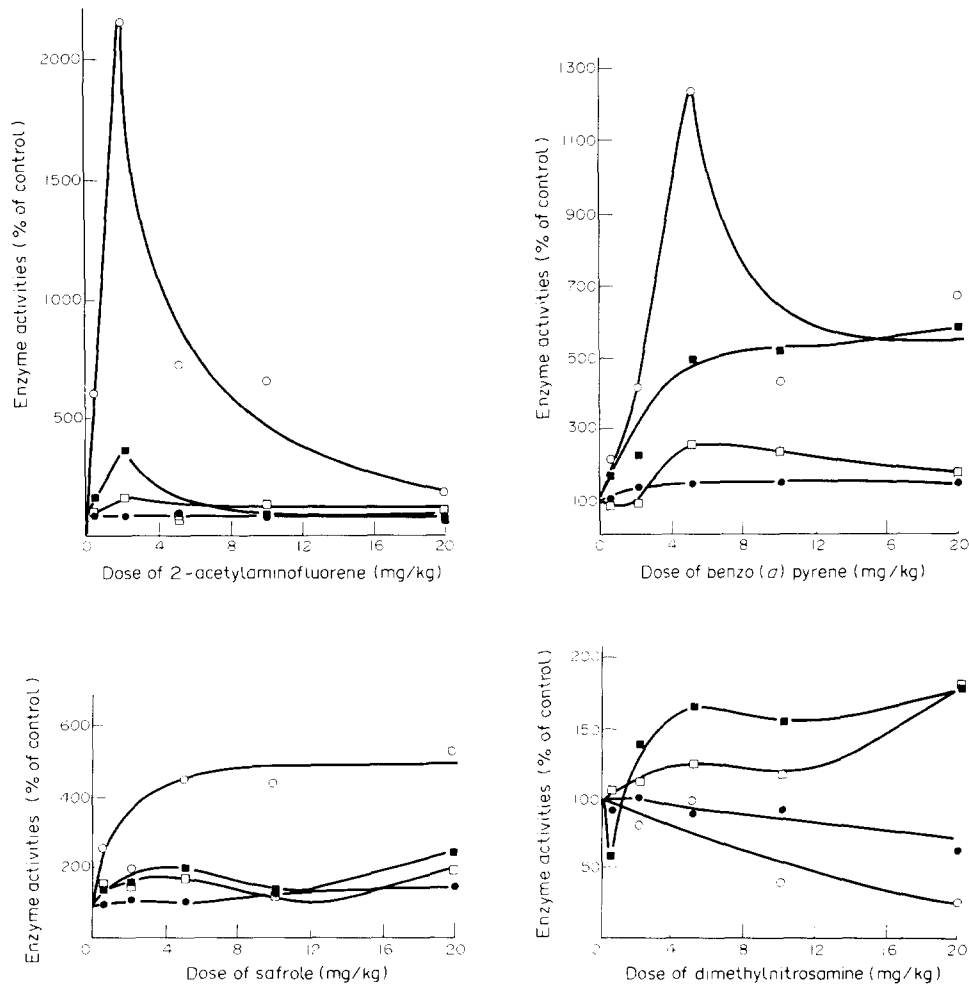 Enzyme activities (% of control)
2000
1500
1000
500
0 4 8 12 16 20
Dose of 2-acetylaminofluorene (mg/kg)
Enzyme activities (% of control)
1300
1100
900
700
500
300
100
0 4 8 12 16 20
Dose of benzo (a) pyrene (mg/kg)
Enzyme activities (% of control)
600
400
200
0 4 8 12 16 20
Dose of safrole (mg/kg)
Enzyme activities (% of control)
200
150
100
50
0 4 8 12 16 20
Dose of dimethylnitrosamine (mg/kg)